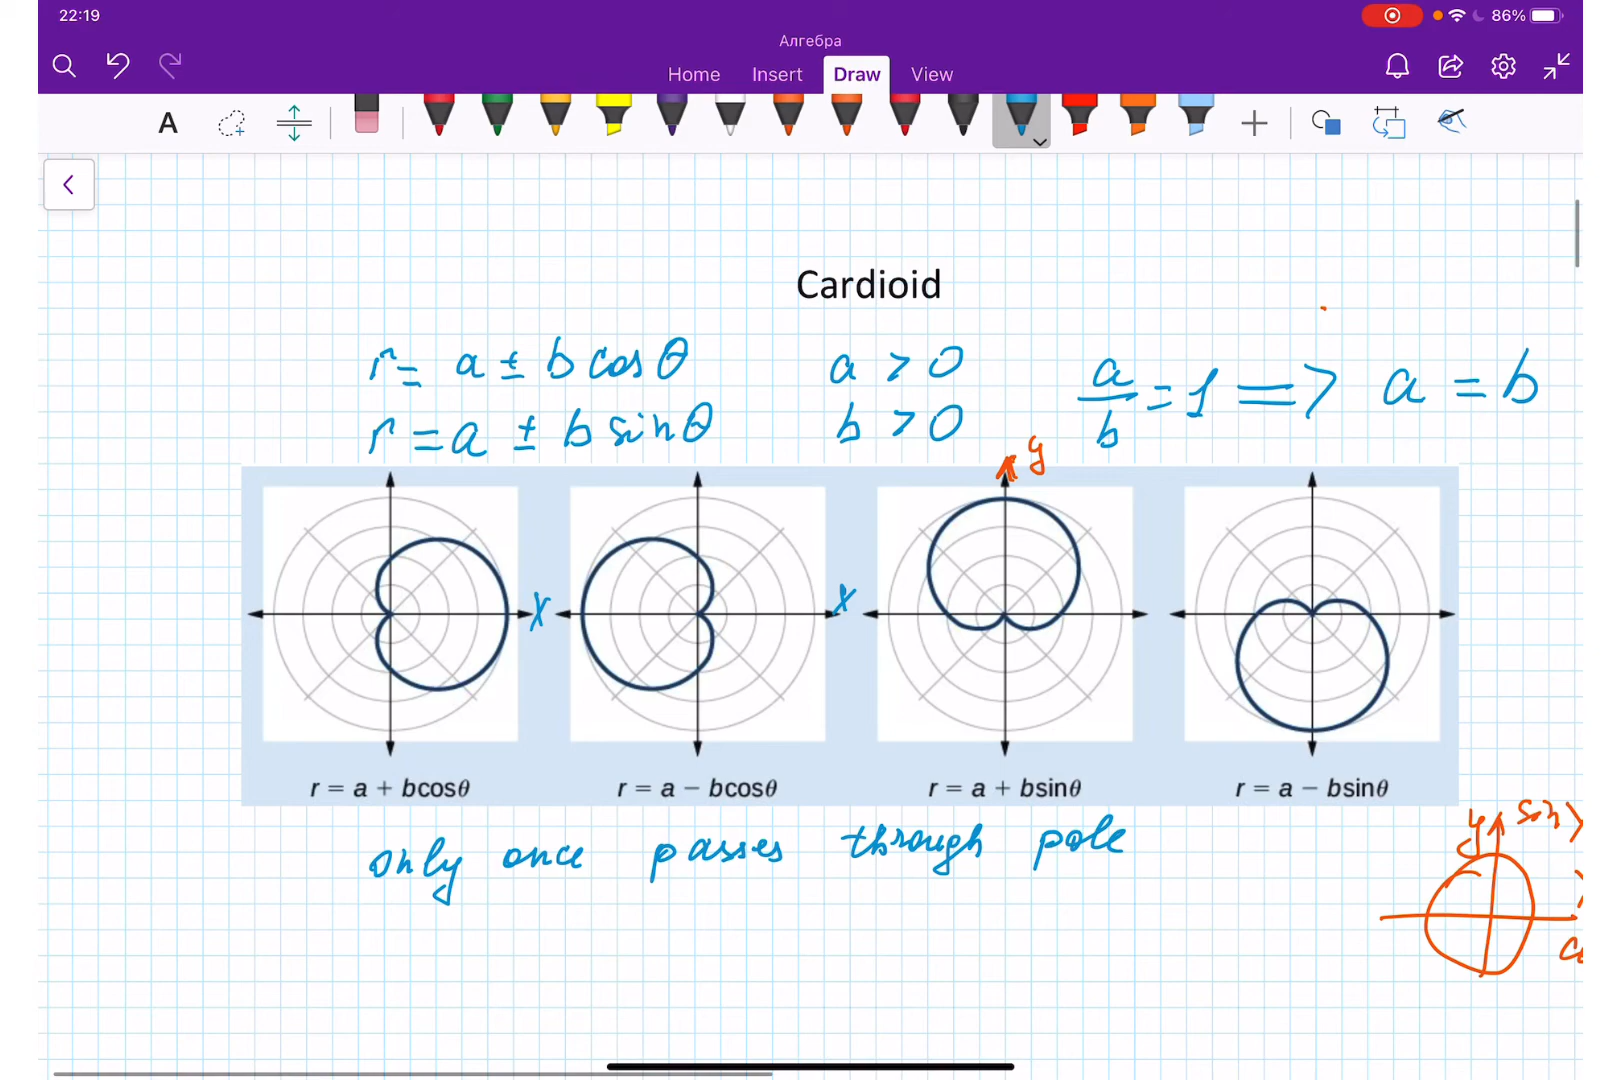 22:19
86%
Алгебра
Home Insert Draw View
A
Cardioid
r = a ± b cos θ a > 0 a/b = 1 => a = b
r = a ± b sin θ b > 0
y
x x
r = a + bcosθ r = a − bcosθ r = a + bsinθ r = a − bsinθ
only once passes through pole
y sin